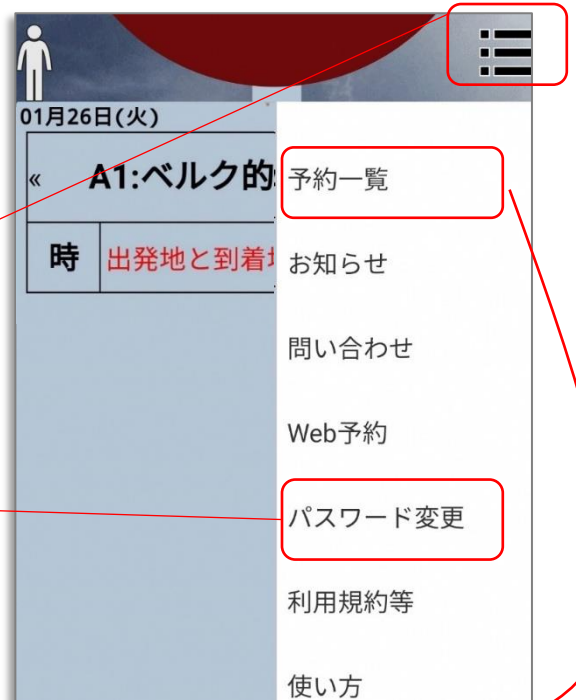 01月26日(火)
« A1:ベルク的
時 出発地と到着
予約一覧
お知らせ
問い合わせ
Web予約
パスワード変更
利用規約等
使い方